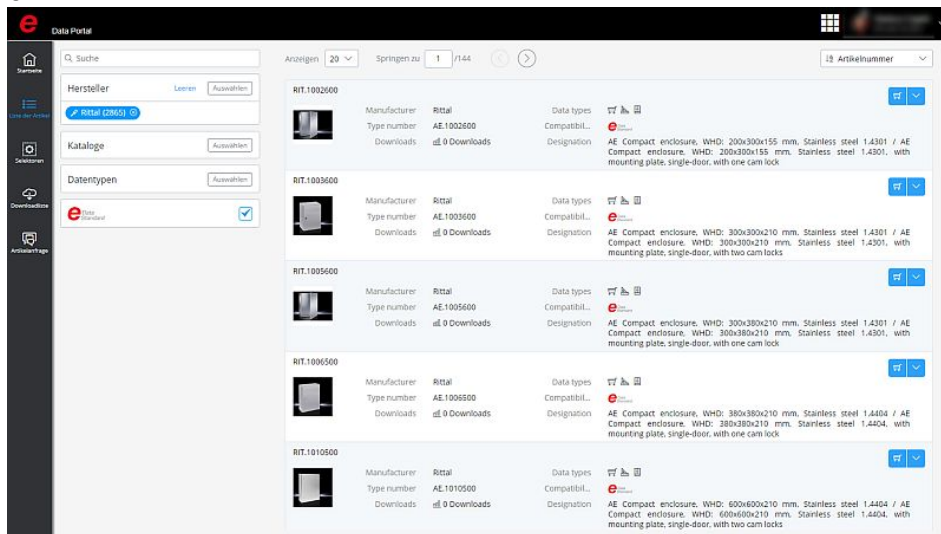 e Data Portal
Startseite
Liste der Artikel
Selektionen
Downloadliste
Artikelanfrage
Suche
Hersteller Leeren Auswählen
Rittal (2865)
Kataloge Auswählen
Datentypen Auswählen
e Data Standard
Anzeigen 20 Springen zu 1 /144 Artikelnummer
RIT.1002600
Manufacturer Rittal Data types
Type number AE.1002600 Compatibil...
Downloads 0 Downloads Designation AE Compact enclosure, WHD: 200x300x155 mm, Stainless steel 1.4301 / AE
Compact enclosure, WHD: 200x300x155 mm, Stainless steel 1.4301, with
mounting plate, single-door, with one cam lock
RIT.1003600
Manufacturer Rittal Data types
Type number AE.1003600 Compatibil...
Downloads 0 Downloads Designation AE Compact enclosure, WHD: 300x300x210 mm, Stainless steel 1.4301 / AE
Compact enclosure, WHD: 300x300x210 mm, Stainless steel 1.4301, with
mounting plate, single-door, with two cam locks
RIT.1005600
Manufacturer Rittal Data types
Type number AE.1005600 Compatibil...
Downloads 0 Downloads Designation AE Compact enclosure, WHD: 300x380x210 mm, Stainless steel 1.4301 / AE
Compact enclosure, WHD: 300x380x210 mm, Stainless steel 1.4301, with
mounting plate, single-door, with one cam lock
RIT.1006500
Manufacturer Rittal Data types
Type number AE.1006500 Compatibil...
Downloads 0 Downloads Designation AE Compact enclosure, WHD: 380x380x210 mm, Stainless steel 1.4404 / AE
Compact enclosure, WHD: 380x380x210 mm, Stainless steel 1.4404, with
mounting plate, single-door, with one cam lock
RIT.1010500
Manufacturer Rittal Data types
Type number AE.1010500 Compatibil...
Downloads 0 Downloads Designation AE Compact enclosure, WHD: 600x600x210 mm, Stainless steel 1.4404 / AE
Compact enclosure, WHD: 600x600x210 mm, Stainless steel 1.4404, with
mounting plate, single-door, with two cam locks